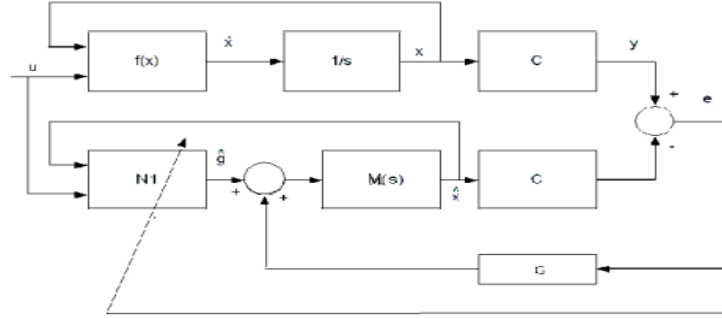 u
f(x)
ẋ
1/s
x
C
y
+
e
-
N1
ĝ
+
+
M(s)
x̂
C
G